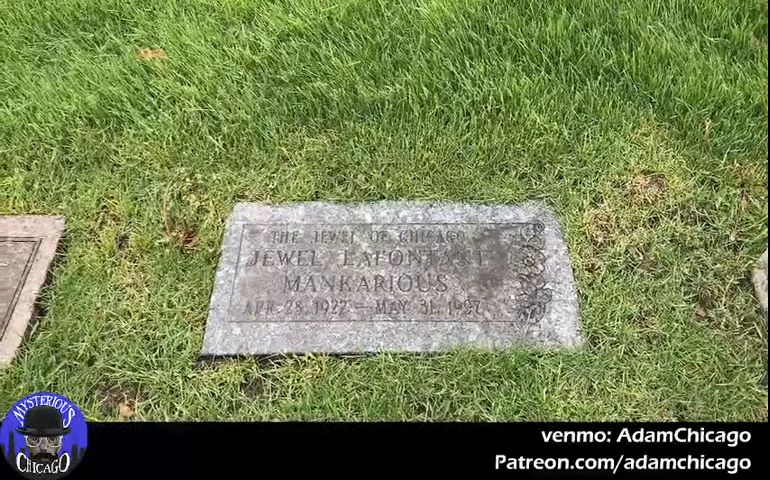 THE JEWEL OF CHICAGO
JEWEL LAFONTANT
MANKARIOUS
APR. 28, 1922 – MAY 31, 1997
MYSTERIOUS
CHICAGO
venmo: AdamChicago
Patreon.com/adamchicago